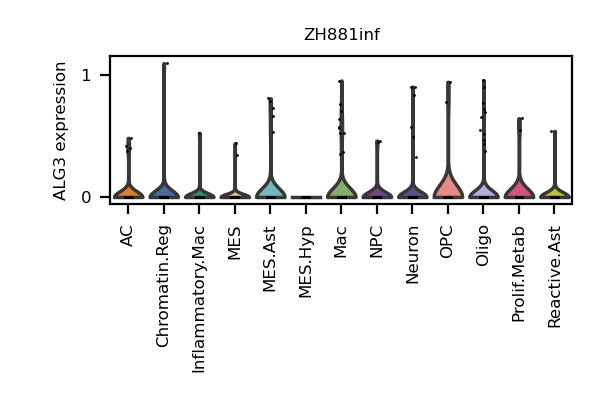 ZH881inf
ALG3 expression
1
0
AC
Chromatin.Reg
Inflammatory.Mac
MES
MES.Ast
MES.Hyp
Mac
NPC
Neuron
OPC
Oligo
Prolif.Metab
Reactive.Ast